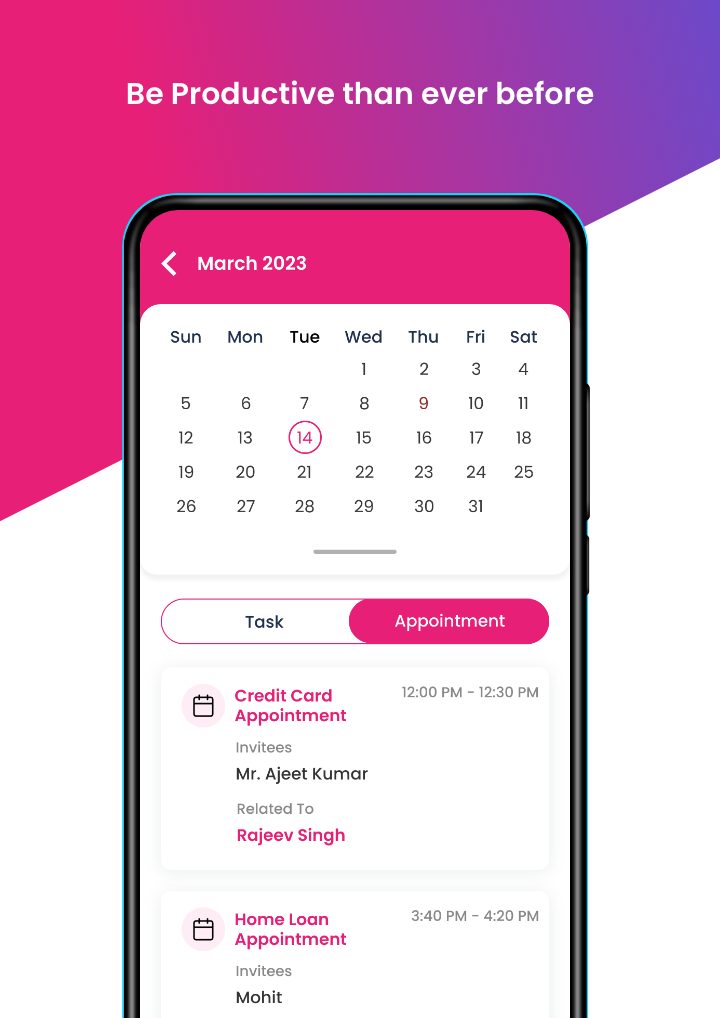 Be Productive than ever before
March 2023
Sun Mon Tue Wed Thu Fri Sat
1 2 3 4
5 6 7 8 9 10 11
12 13 14 15 16 17 18
19 20 21 22 23 24 25
26 27 28 29 30 31
Task Appointment
Credit Card 12:00 PM - 12:30 PM
Appointment
Invitees
Mr. Ajeet Kumar
Related To
Rajeev Singh
Home Loan 3:40 PM - 4:20 PM
Appointment
Invitees
Mohit